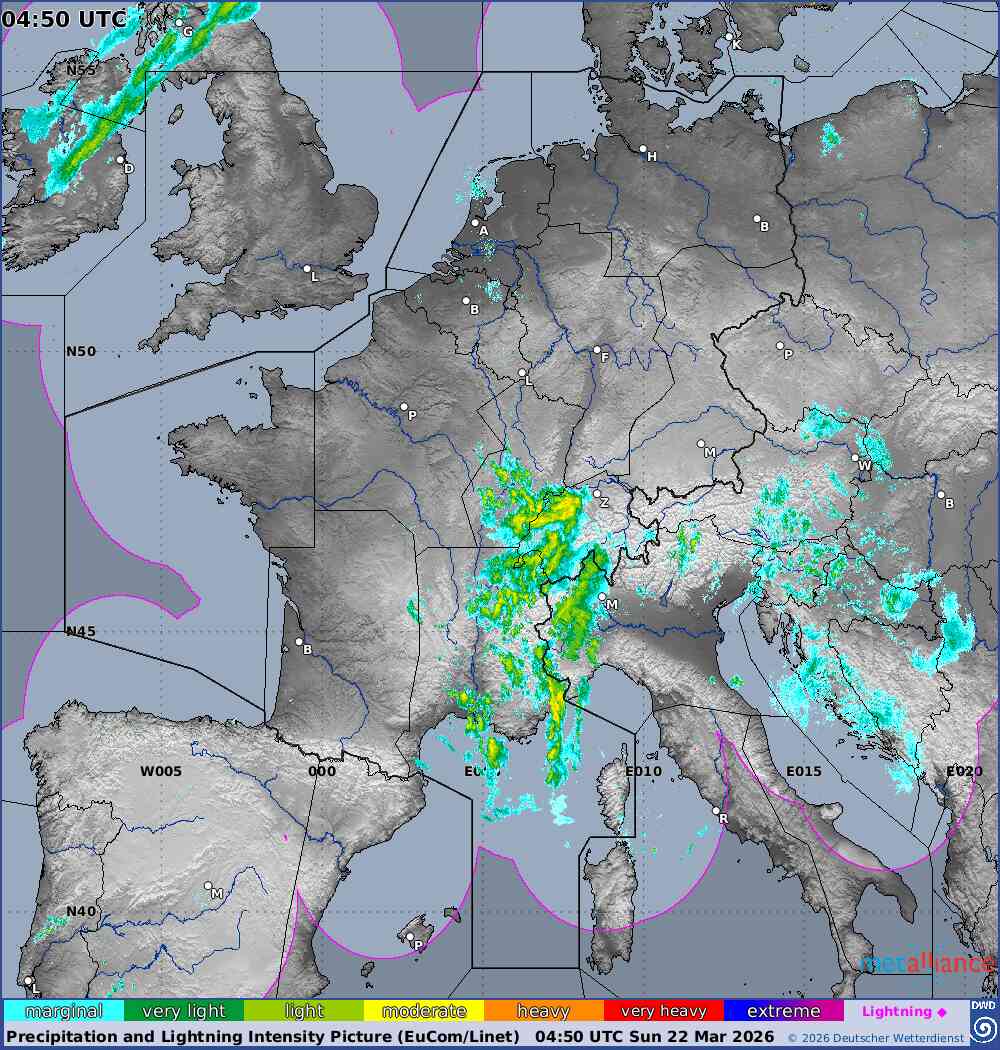 04:50 UTC
G
K
N55
D
H
A
B
L
B
N50
P
F
L
P
M
W
Z
B
M
N45
B
W005
000
E005
E010
E015
E020
R
M
N40
P
L
metalliance
marginal very light light moderate heavy very heavy extreme Lightning
DWD
Precipitation and Lightning Intensity Picture (EuCom/Linet) 04:50 UTC Sun 22 Mar 2026 © 2026 Deutscher Wetterdienst